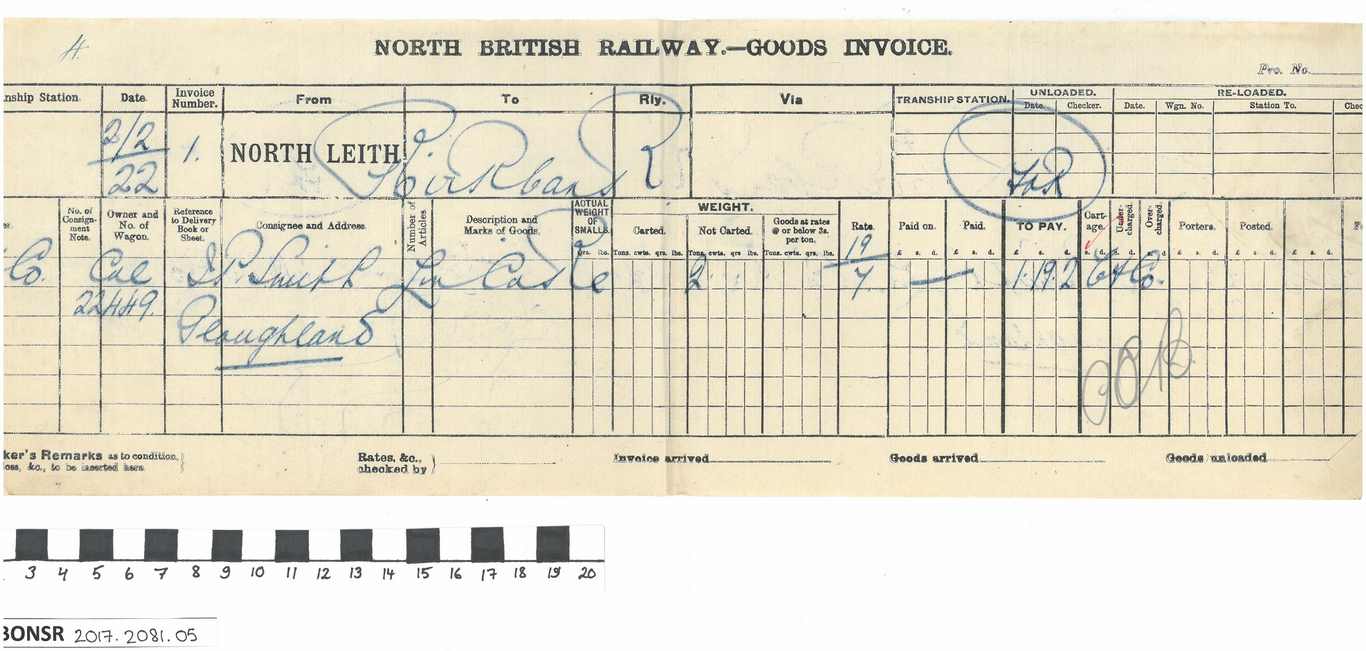 4.
NORTH BRITISH RAILWAY.—GOODS INVOICE.
Pro. No.
nship Station. Date. Invoice Number. From To Rly. Via TRANSHIP STATION. UNLOADED. Date. Checker. RE-LOADED. Date. Wgn. No. Station To. Chec
2/2/22 1. NORTH LEITH R FoR
No. of Consignment Note. Owner and No. of Wagon. Reference to Delivery Book or Sheet. Consignee and Address. Number of Articles Description and Marks of Goods. ACTUAL WEIGHT OF SMALLS. qrs. lbs. WEIGHT. Carted. Tons. cwts. qrs lbs. Not Carted. Tons. cwts. qrs lbs. Goods at rates @ or below 3s. per ton. Tons. cwts. qrs. lbs. Rate. Paid on. £ s. d. Paid. £ s. d. TO PAY. £ s. d. Cartage. s. d. Undercharged. s. d. Overcharged. s. d. Porters. £ s. d. Posted. £ s. d.
Co. Cal Smith Lin Cake 2 19/7 — 1.19.2 & Co.
22449. Ploughland
ker's Remarks as to condition, loss, &c., to be inserted here.
Rates, &c., checked by
Invoice arrived
Goods arrived
Goods unloaded
3 4 5 6 7 8 9 10 11 12 13 14 15 16 17 18 19 20
BONSR 2017.2081.05